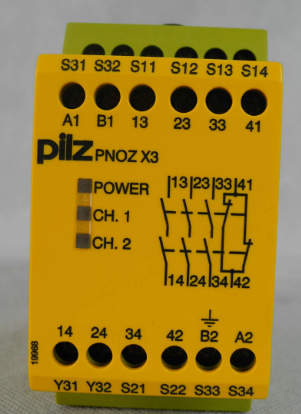 S31 S32 S11 S12 S13 S14
A1 B1 13 23 33 41
pilz PNOZ X3
POWER
CH. 1
CH. 2
13 23 33 41
14 24 34 42
19968
14 24 34 42 B2 A2
Y31 Y32 S21 S22 S33 S34